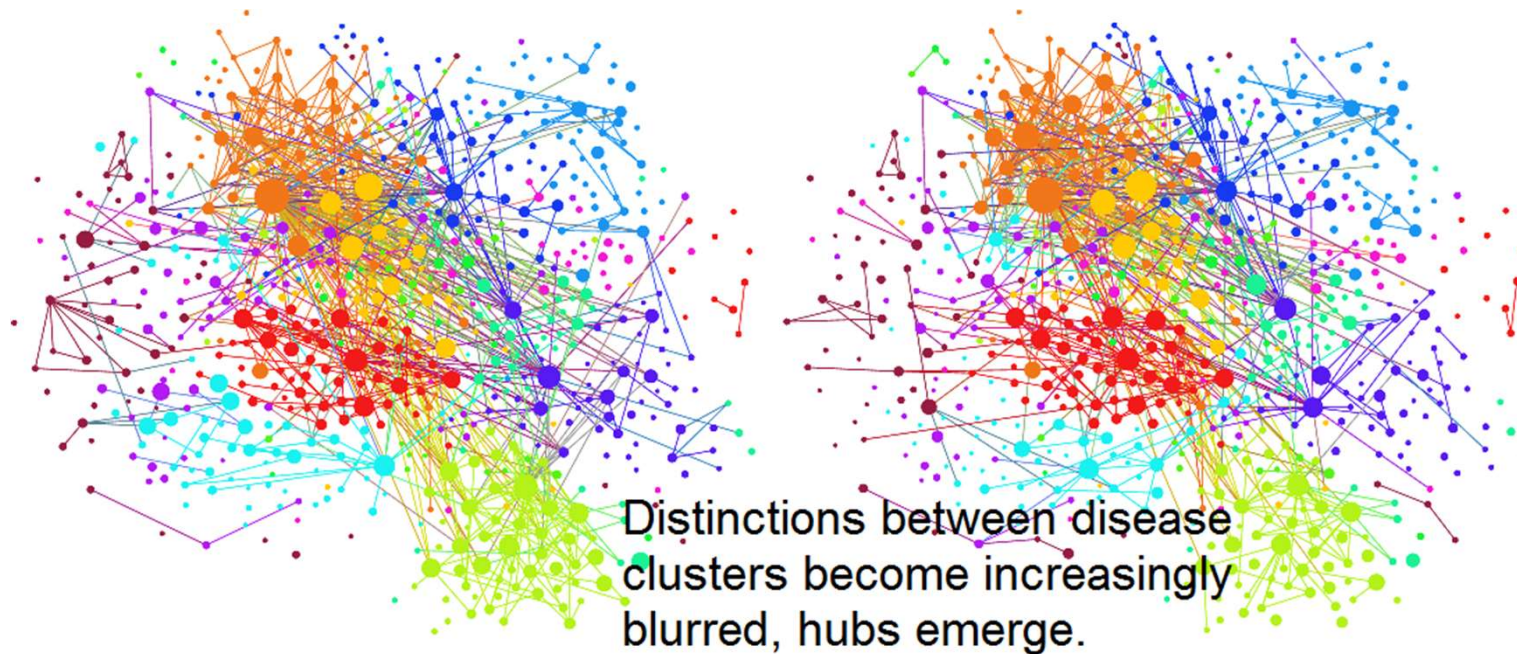 Distinctions between disease
clusters become increasingly
blurred, hubs emerge.